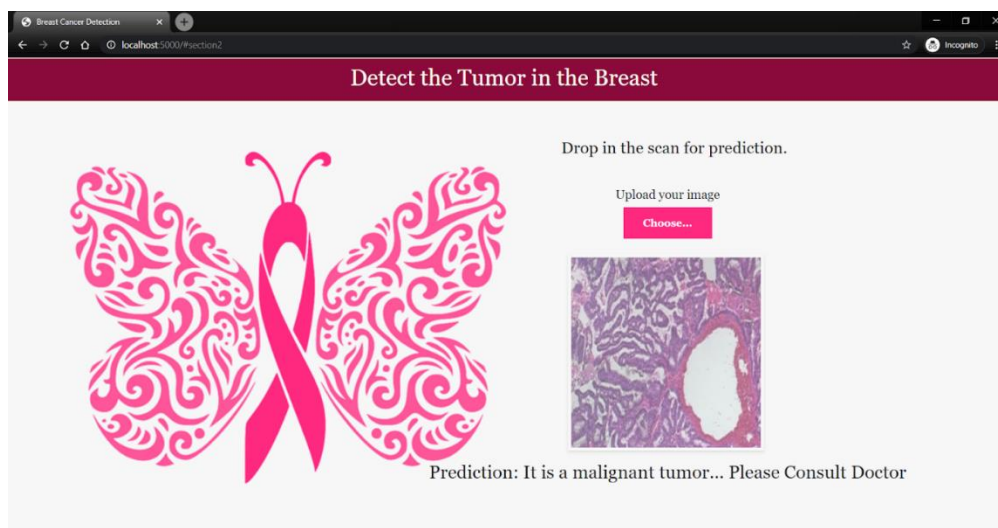 Breast Cancer Detection
localhost:5000/#section2
Incognito
Detect the Tumor in the Breast
Drop in the scan for prediction.
Upload your image
Choose...
Prediction: It is a malignant tumor... Please Consult Doctor